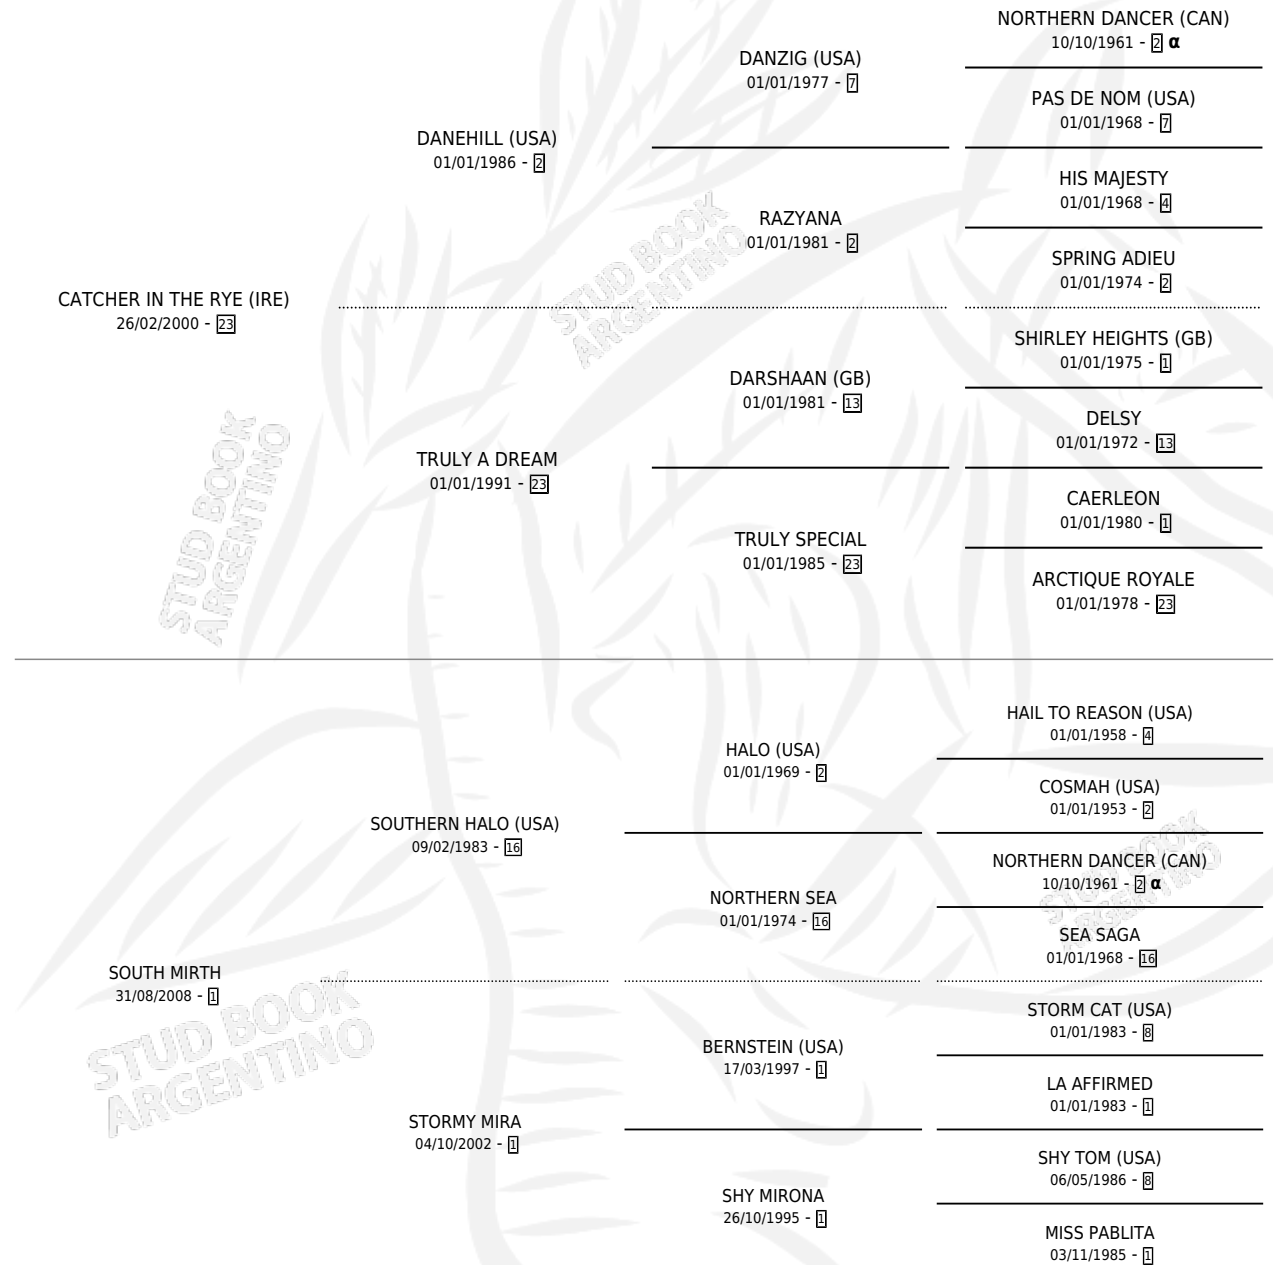 NORTHERN DANCER (CAN)
10/10/1961 - 2 α
DANZIG (USA)
01/01/1977 - 7
PAS DE NOM (USA)
01/01/1968 - 7
DANEHILL (USA)
01/01/1986 - 2
HIS MAJESTY
01/01/1968 - 4
RAZYANA
01/01/1981 - 2
SPRING ADIEU
01/01/1974 - 2
STUD BOOK
ARGENTINO
CATCHER IN THE RYE (IRE)
26/02/2000 - 23
SHIRLEY HEIGHTS (GB)
01/01/1975 - 1
DARSHAAN (GB)
01/01/1981 - 13
DELSY
01/01/1972 - 13
TRULY A DREAM
01/01/1991 - 23
CAERLEON
01/01/1980 - 1
TRULY SPECIAL
01/01/1985 - 23
ARCTIQUE ROYALE
01/01/1978 - 23
STUD BOOK
ARGENTINO
HAIL TO REASON (USA)
01/01/1958 - 4
HALO (USA)
01/01/1969 - 2
COSMAH (USA)
01/01/1953 - 2
SOUTHERN HALO (USA)
09/02/1983 - 16
NORTHERN DANCER (CAN)
10/10/1961 - 2 α
STUD BOOK
ARGENTINO
NORTHERN SEA
01/01/1974 - 16
SEA SAGA
01/01/1968 - 16
SOUTH MIRTH
31/08/2008 - 1
STUD BOOK
ARGENTINO
STORM CAT (USA)
01/01/1983 - 8
BERNSTEIN (USA)
17/03/1997 - 1
LA AFFIRMED
01/01/1983 - 1
STORMY MIRA
04/10/2002 - 1
SHY TOM (USA)
06/05/1986 - 8
SHY MIRONA
26/10/1995 - 1
MISS PABLITA
03/11/1985 - 1